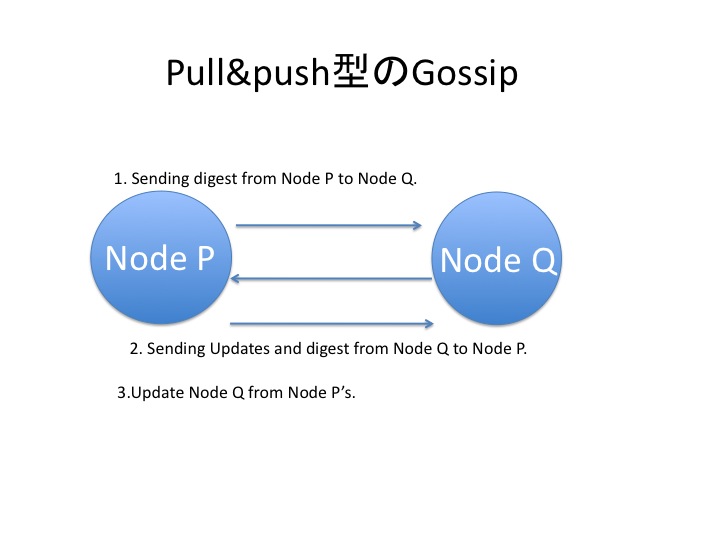 Pull&push型のGossip
1. Sending digest from Node P to Node Q.
Node P
Node Q
2. Sending Updates and digest from Node Q to Node P.
3.Update Node Q from Node P’s.